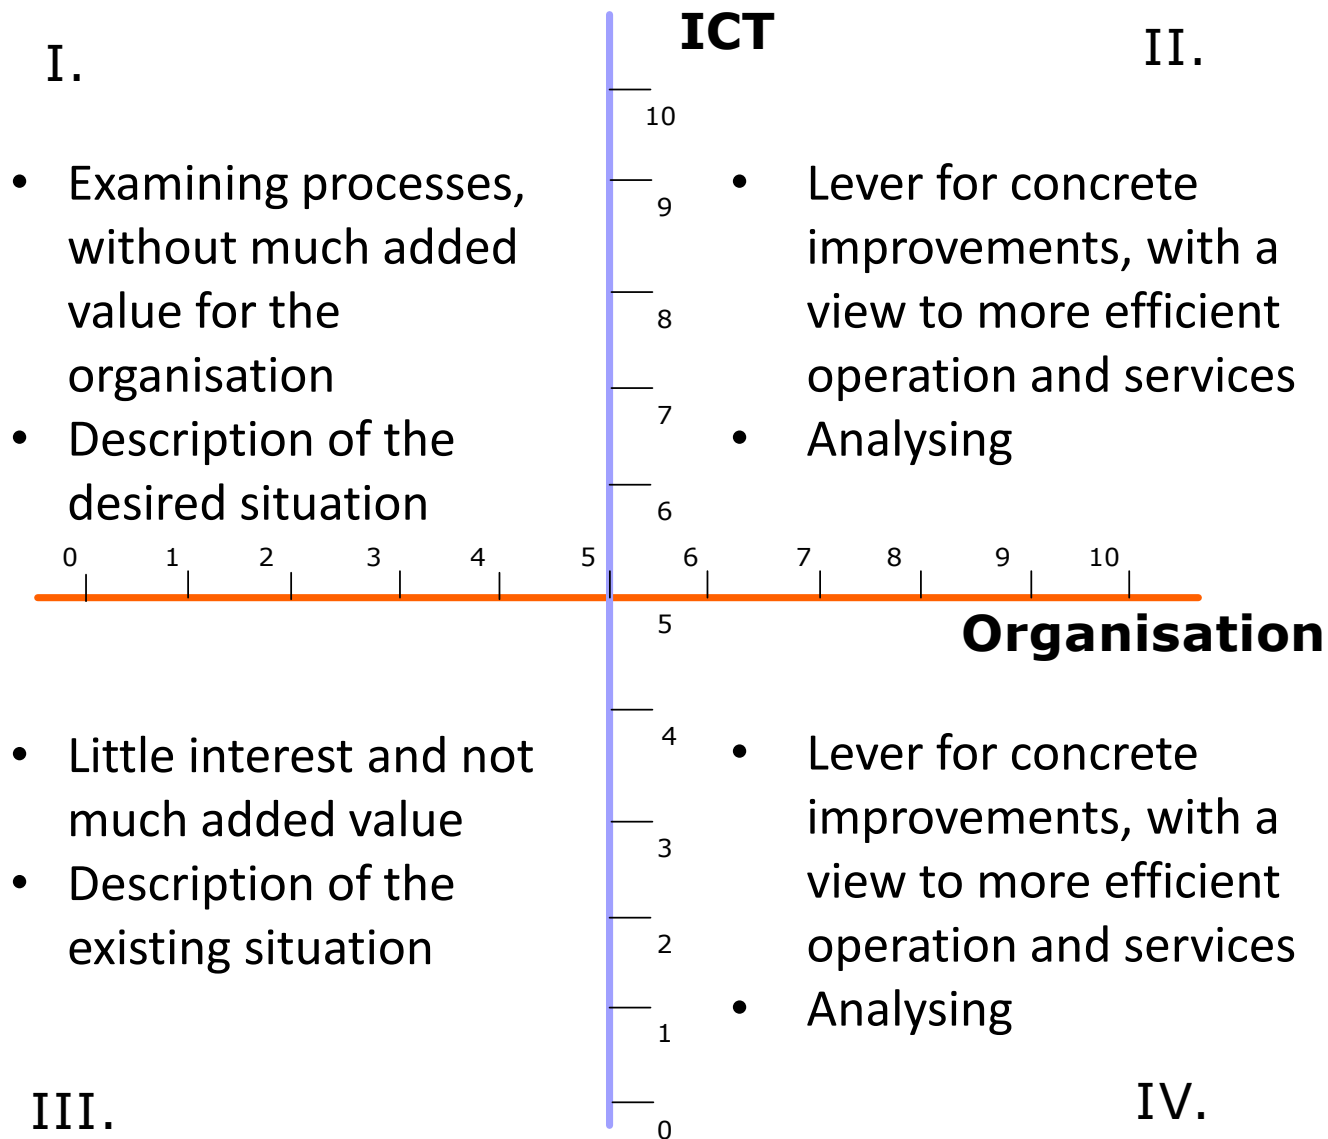 ICT
I.
II.
• Examining processes,
without much added
value for the
organisation
• Description of the
desired situation
• Lever for concrete
improvements, with a
view to more efficient
operation and services
• Analysing
10
9
8
7
6
0 1 2 3 4 5 6 7 8 9 10
Organisation
5
4
3
2
1
0
• Little interest and not
much added value
• Description of the
existing situation
• Lever for concrete
improvements, with a
view to more efficient
operation and services
• Analysing
III.
IV.